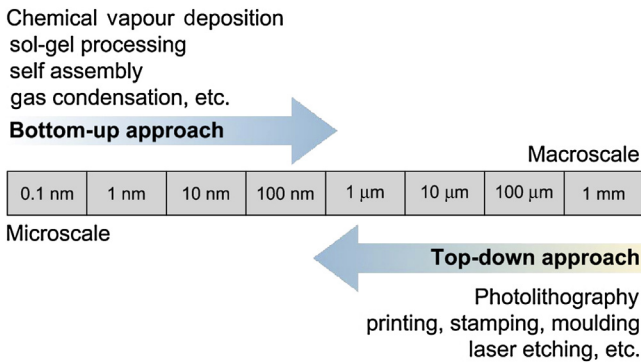 Chemical vapour deposition
sol-gel processing
self assembly
gas condensation, etc.
Bottom-up approach
Macroscale
0.1 nm 1 nm 10 nm 100 nm 1 μm 10 μm 100 μm 1 mm
Microscale
Top-down approach
Photolithography
printing, stamping, moulding
laser etching, etc.